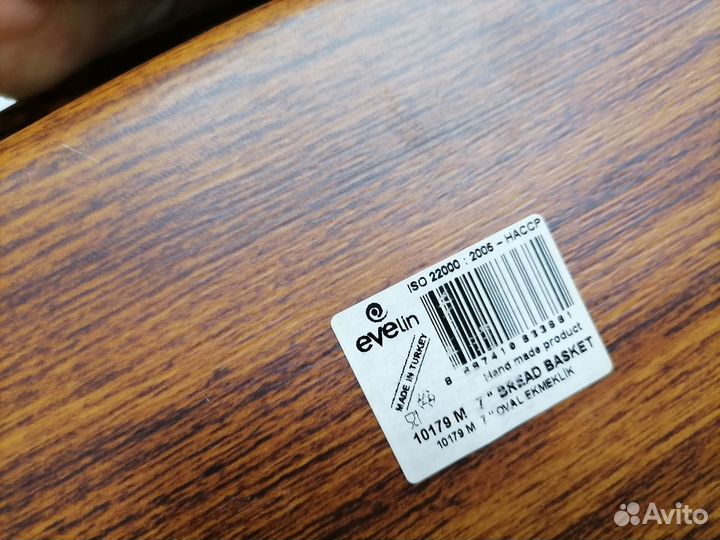 ISO 22000 : 2005 - HACCP
evelin
MADE IN TURKEY
Hand made product
10179 M 7" BREAD BASKET
10179 M 7" OVAL EKMEKLİK
Avito